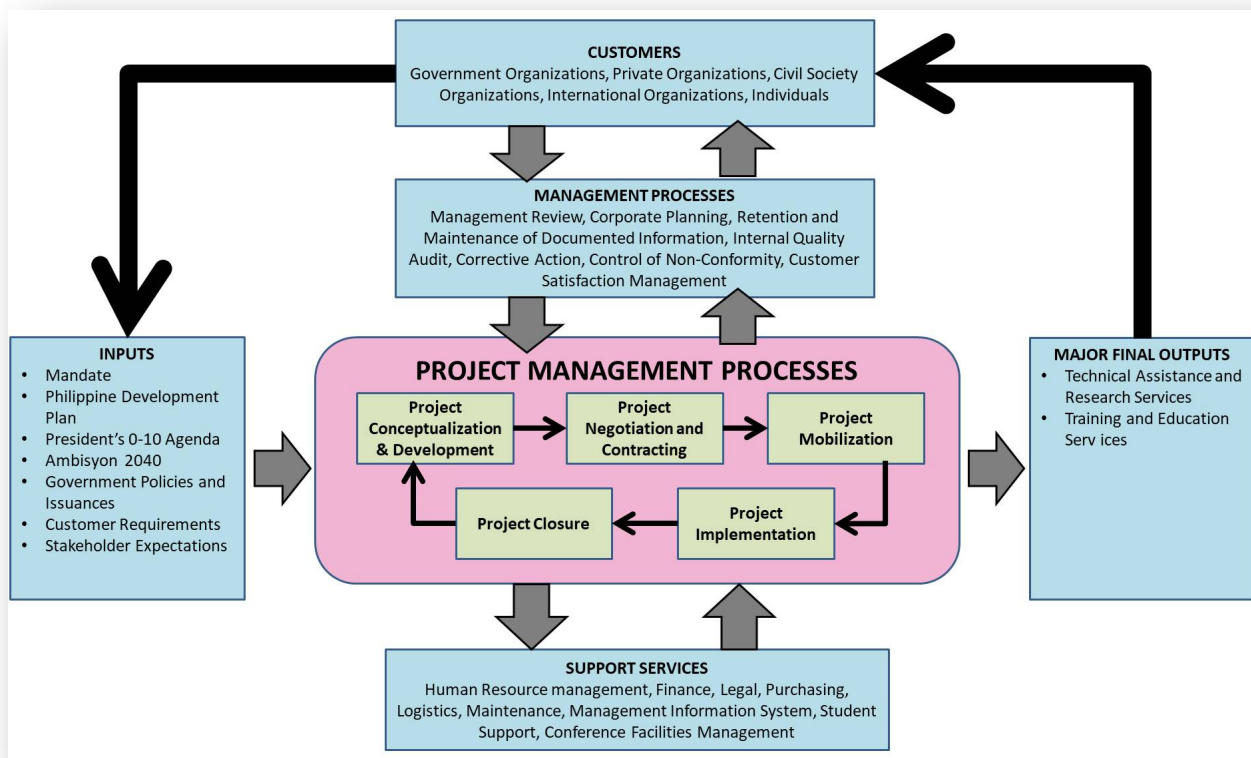 CUSTOMERS
Government Organizations, Private Organizations, Civil Society
Organizations, International Organizations, Individuals
MANAGEMENT PROCESSES
Management Review, Corporate Planning, Retention and
Maintenance of Documented Information, Internal Quality
Audit, Corrective Action, Control of Non-Conformity, Customer
Satisfaction Management
INPUTS
• Mandate
• Philippine Development
Plan
• President's 0-10 Agenda
• Ambisyon 2040
• Government Policies and
Issuances
• Customer Requirements
• Stakeholder Expectations
PROJECT MANAGEMENT PROCESSES
Project
Conceptualization
& Development
Project
Negotiation and
Contracting
Project
Mobilization
Project Closure
Project
Implementation
MAJOR FINAL OUTPUTS
• Technical Assistance and
Research Services
• Training and Education
Serv ices
SUPPORT SERVICES
Human Resource management, Finance, Legal, Purchasing,
Logistics, Maintenance, Management Information System, Student
Support, Conference Facilities Management